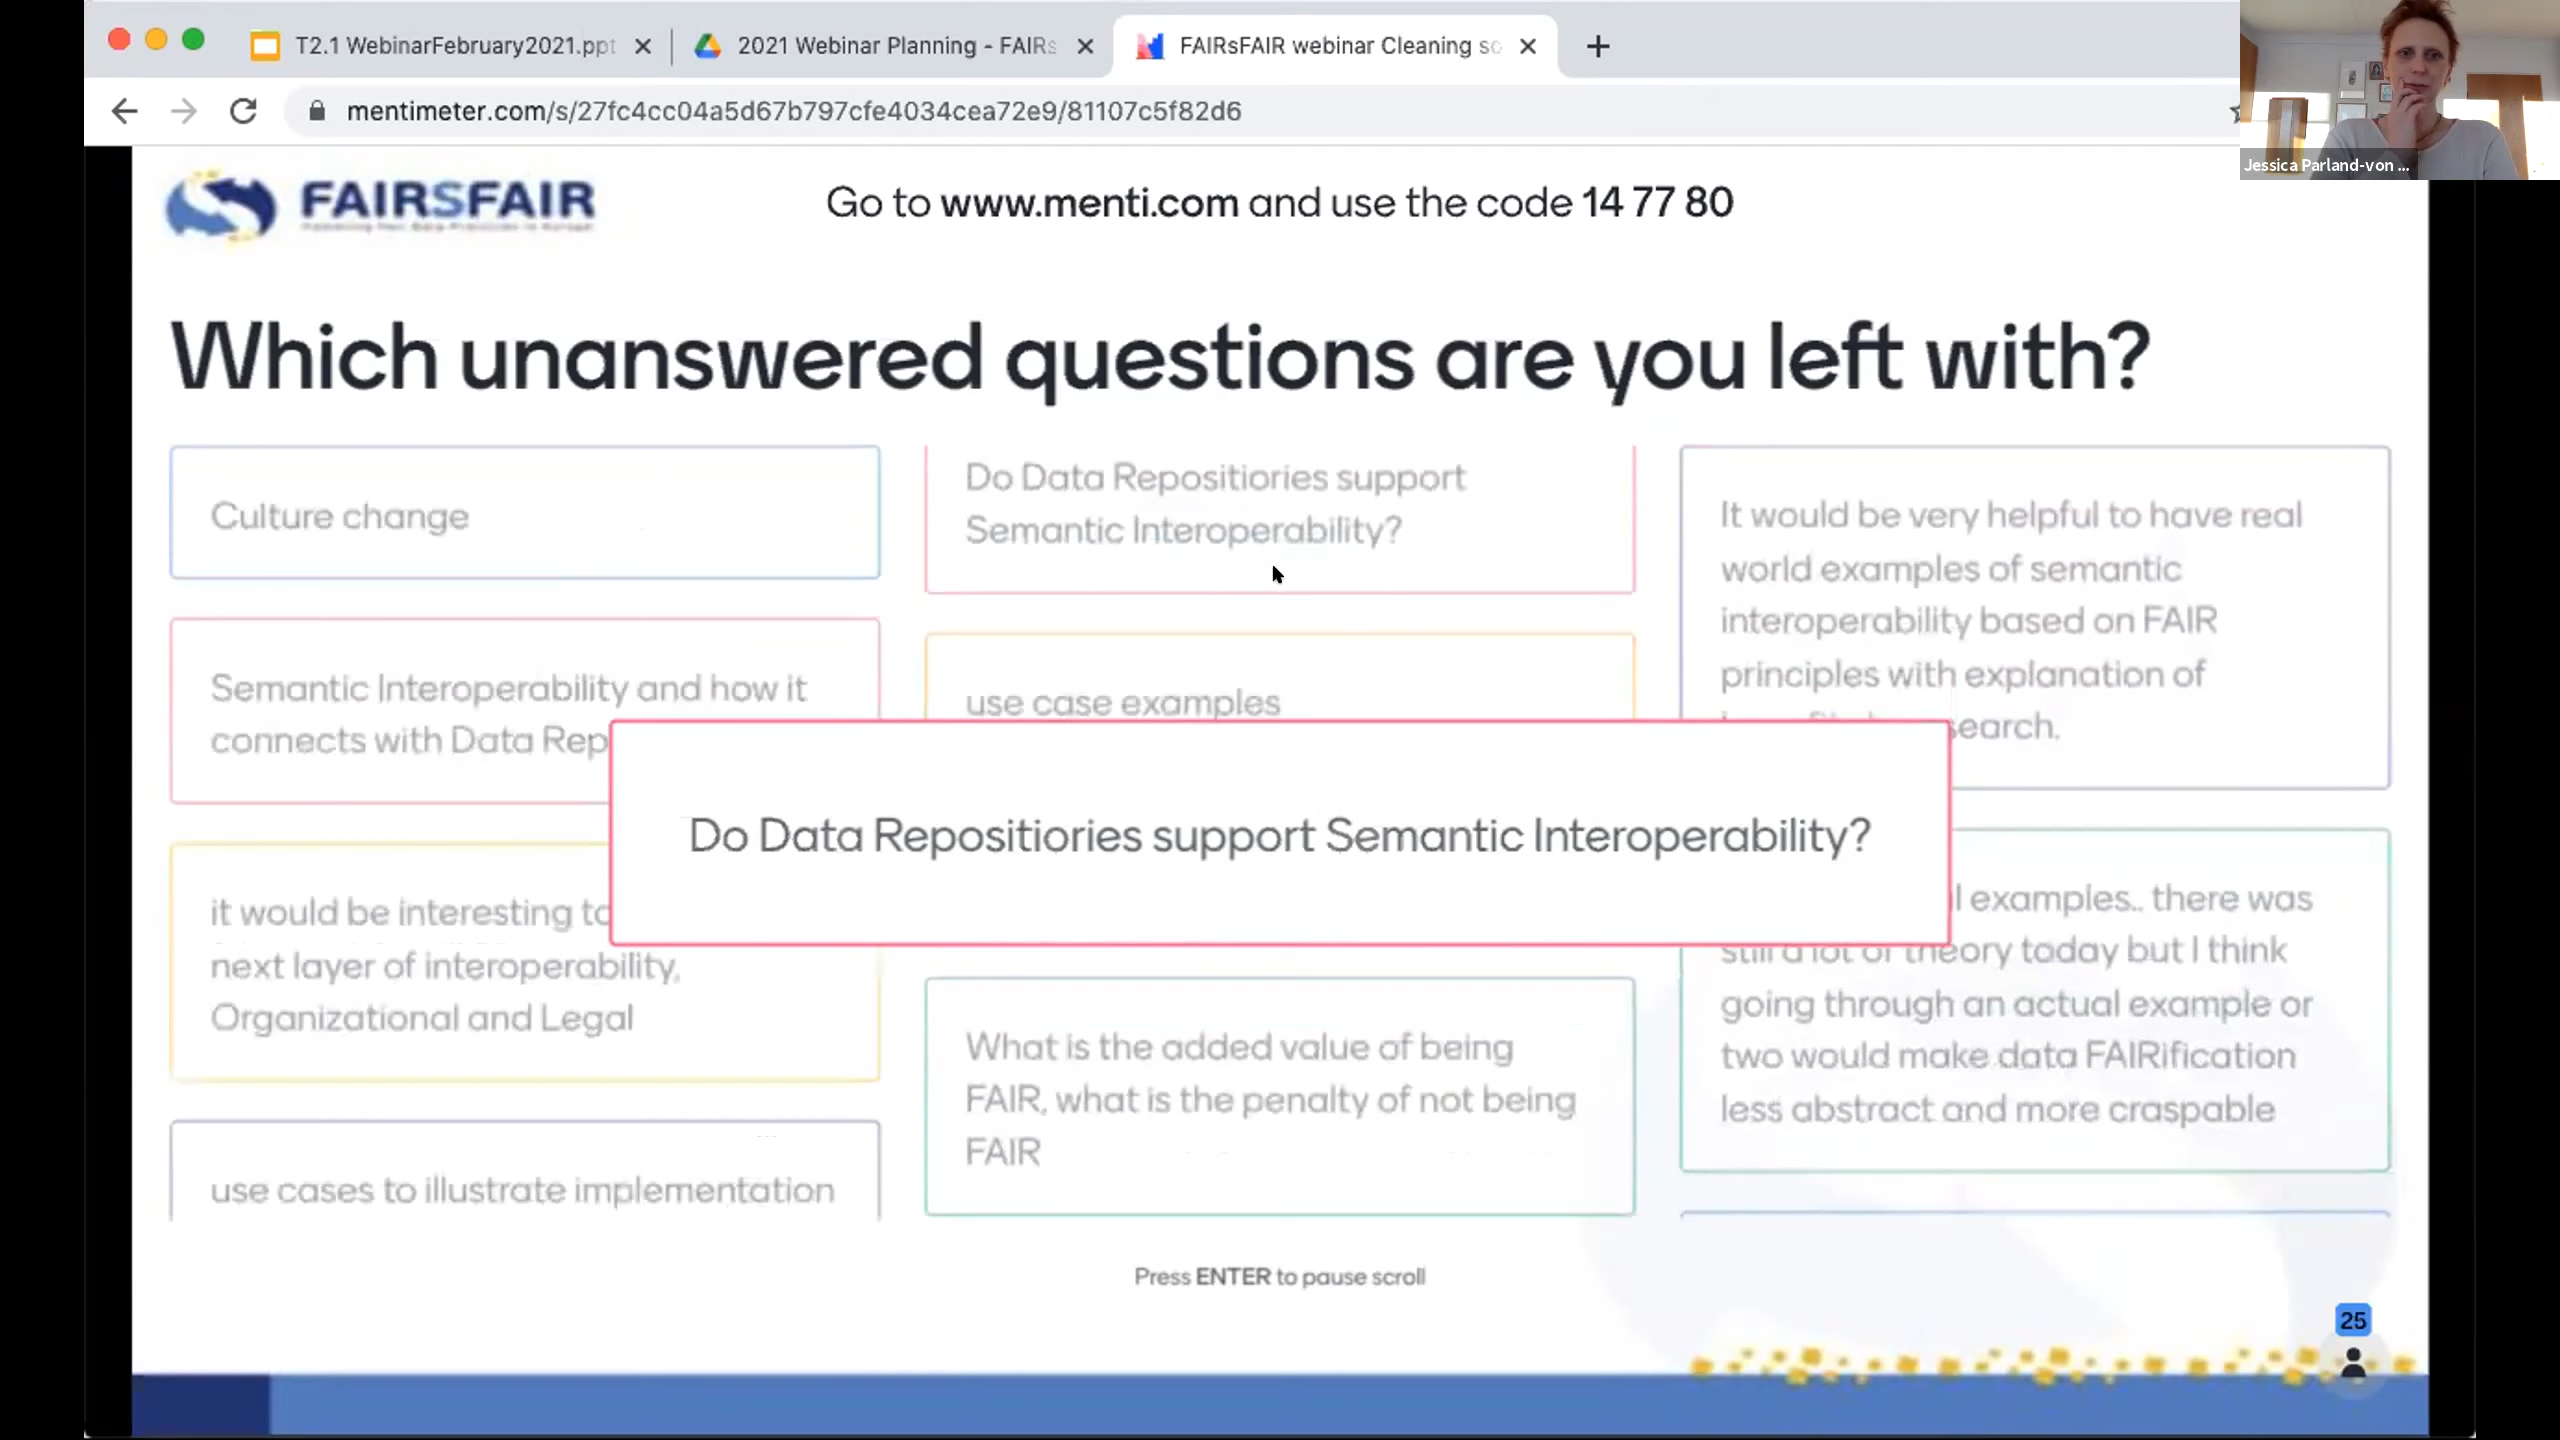 T2.1 WebinarFebruary2021.ppt
2021 Webinar Planning - FAIRs
FAIRsFAIR webinar Cleaning so
mentimeter.com/s/27fc4cc04a5d67b797cfe4034cea72e9/81107c5f82d6
Jessica Parland-von ...
FAIRSFAIR
Go to www.menti.com and use the code 14 77 80
Which unanswered questions are you left with?
Culture change
Semantic Interoperability and how it
connects with Data Rep
it would be interesting to
next layer of interoperability,
Organizational and Legal
use cases to illustrate implementation
Do Data Repositiories support
Semantic Interoperability?
use case examples
Do Data Repositiories support Semantic Interoperability?
What is the added value of being
FAIR, what is the penalty of not being
FAIR
It would be very helpful to have real
world examples of semantic
interoperability based on FAIR
principles with explanation of
search.
examples.. there was
still a lot of theory today but I think
going through an actual example or
two would make data FAIRification
less abstract and more craspable
Press ENTER to pause scroll
25